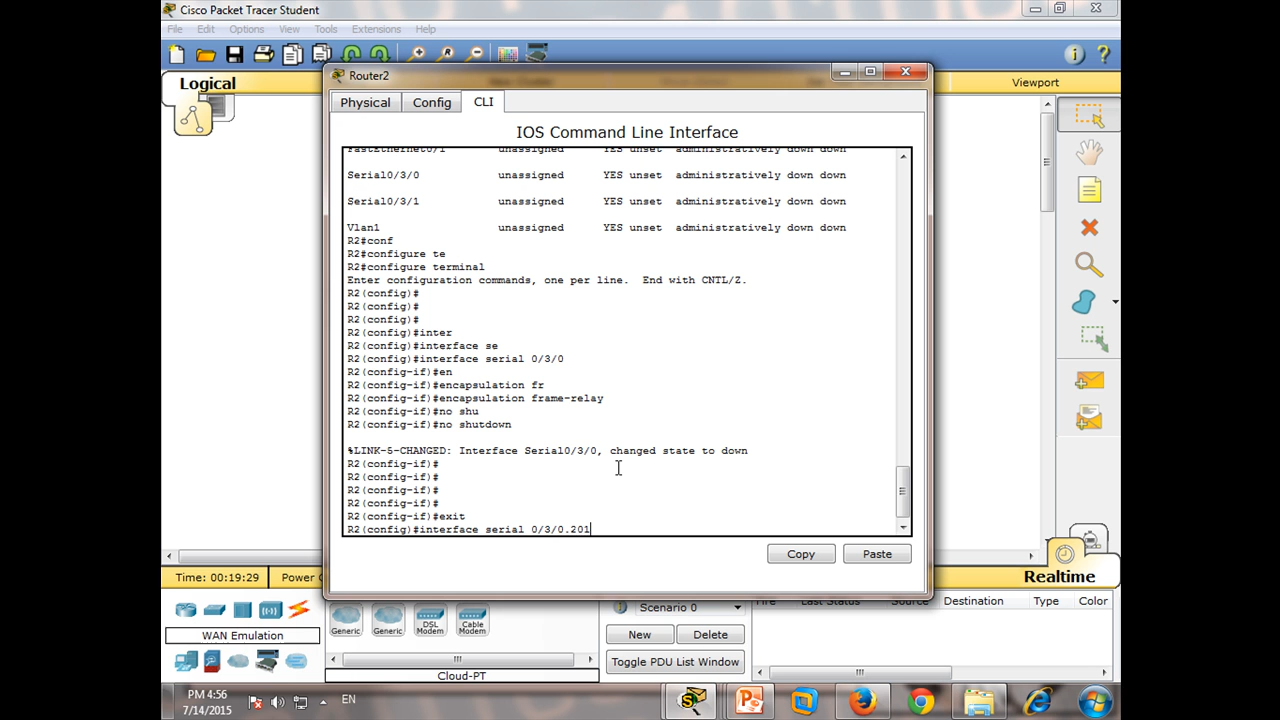 Cisco Packet Tracer Student
File Edit Options View Tools Extensions Help
Logical
Viewport
Router2
Physical Config CLI
IOS Command Line Interface
FastEthernet0/1 unassigned YES unset administratively down down
Serial0/3/0 unassigned YES unset administratively down down
Serial0/3/1 unassigned YES unset administratively down down
Vlan1 unassigned YES unset administratively down down
R2#conf
R2#configure te
R2#configure terminal
Enter configuration commands, one per line. End with CNTL/Z.
R2(config)#
R2(config)#
R2(config)#
R2(config)#inter
R2(config)#interface se
R2(config)#interface serial 0/3/0
R2(config-if)#en
R2(config-if)#encapsulation fr
R2(config-if)#encapsulation frame-relay
R2(config-if)#no shu
R2(config-if)#no shutdown
%LINK-5-CHANGED: Interface Serial0/3/0, changed state to down
R2(config-if)#
R2(config-if)#
R2(config-if)#
R2(config-if)#
R2(config-if)#exit
R2(config)#interface serial 0/3/0.201
Copy Paste
Time: 00:19:29 Power C
Realtime
WAN Emulation
Generic Generic DSL Modem Cable Modem
Cloud-PT
Scenario 0
New Delete
Toggle PDU List Window
Fire Last Status Source Destination Type Color
PM 4:56
7/14/2015
EN